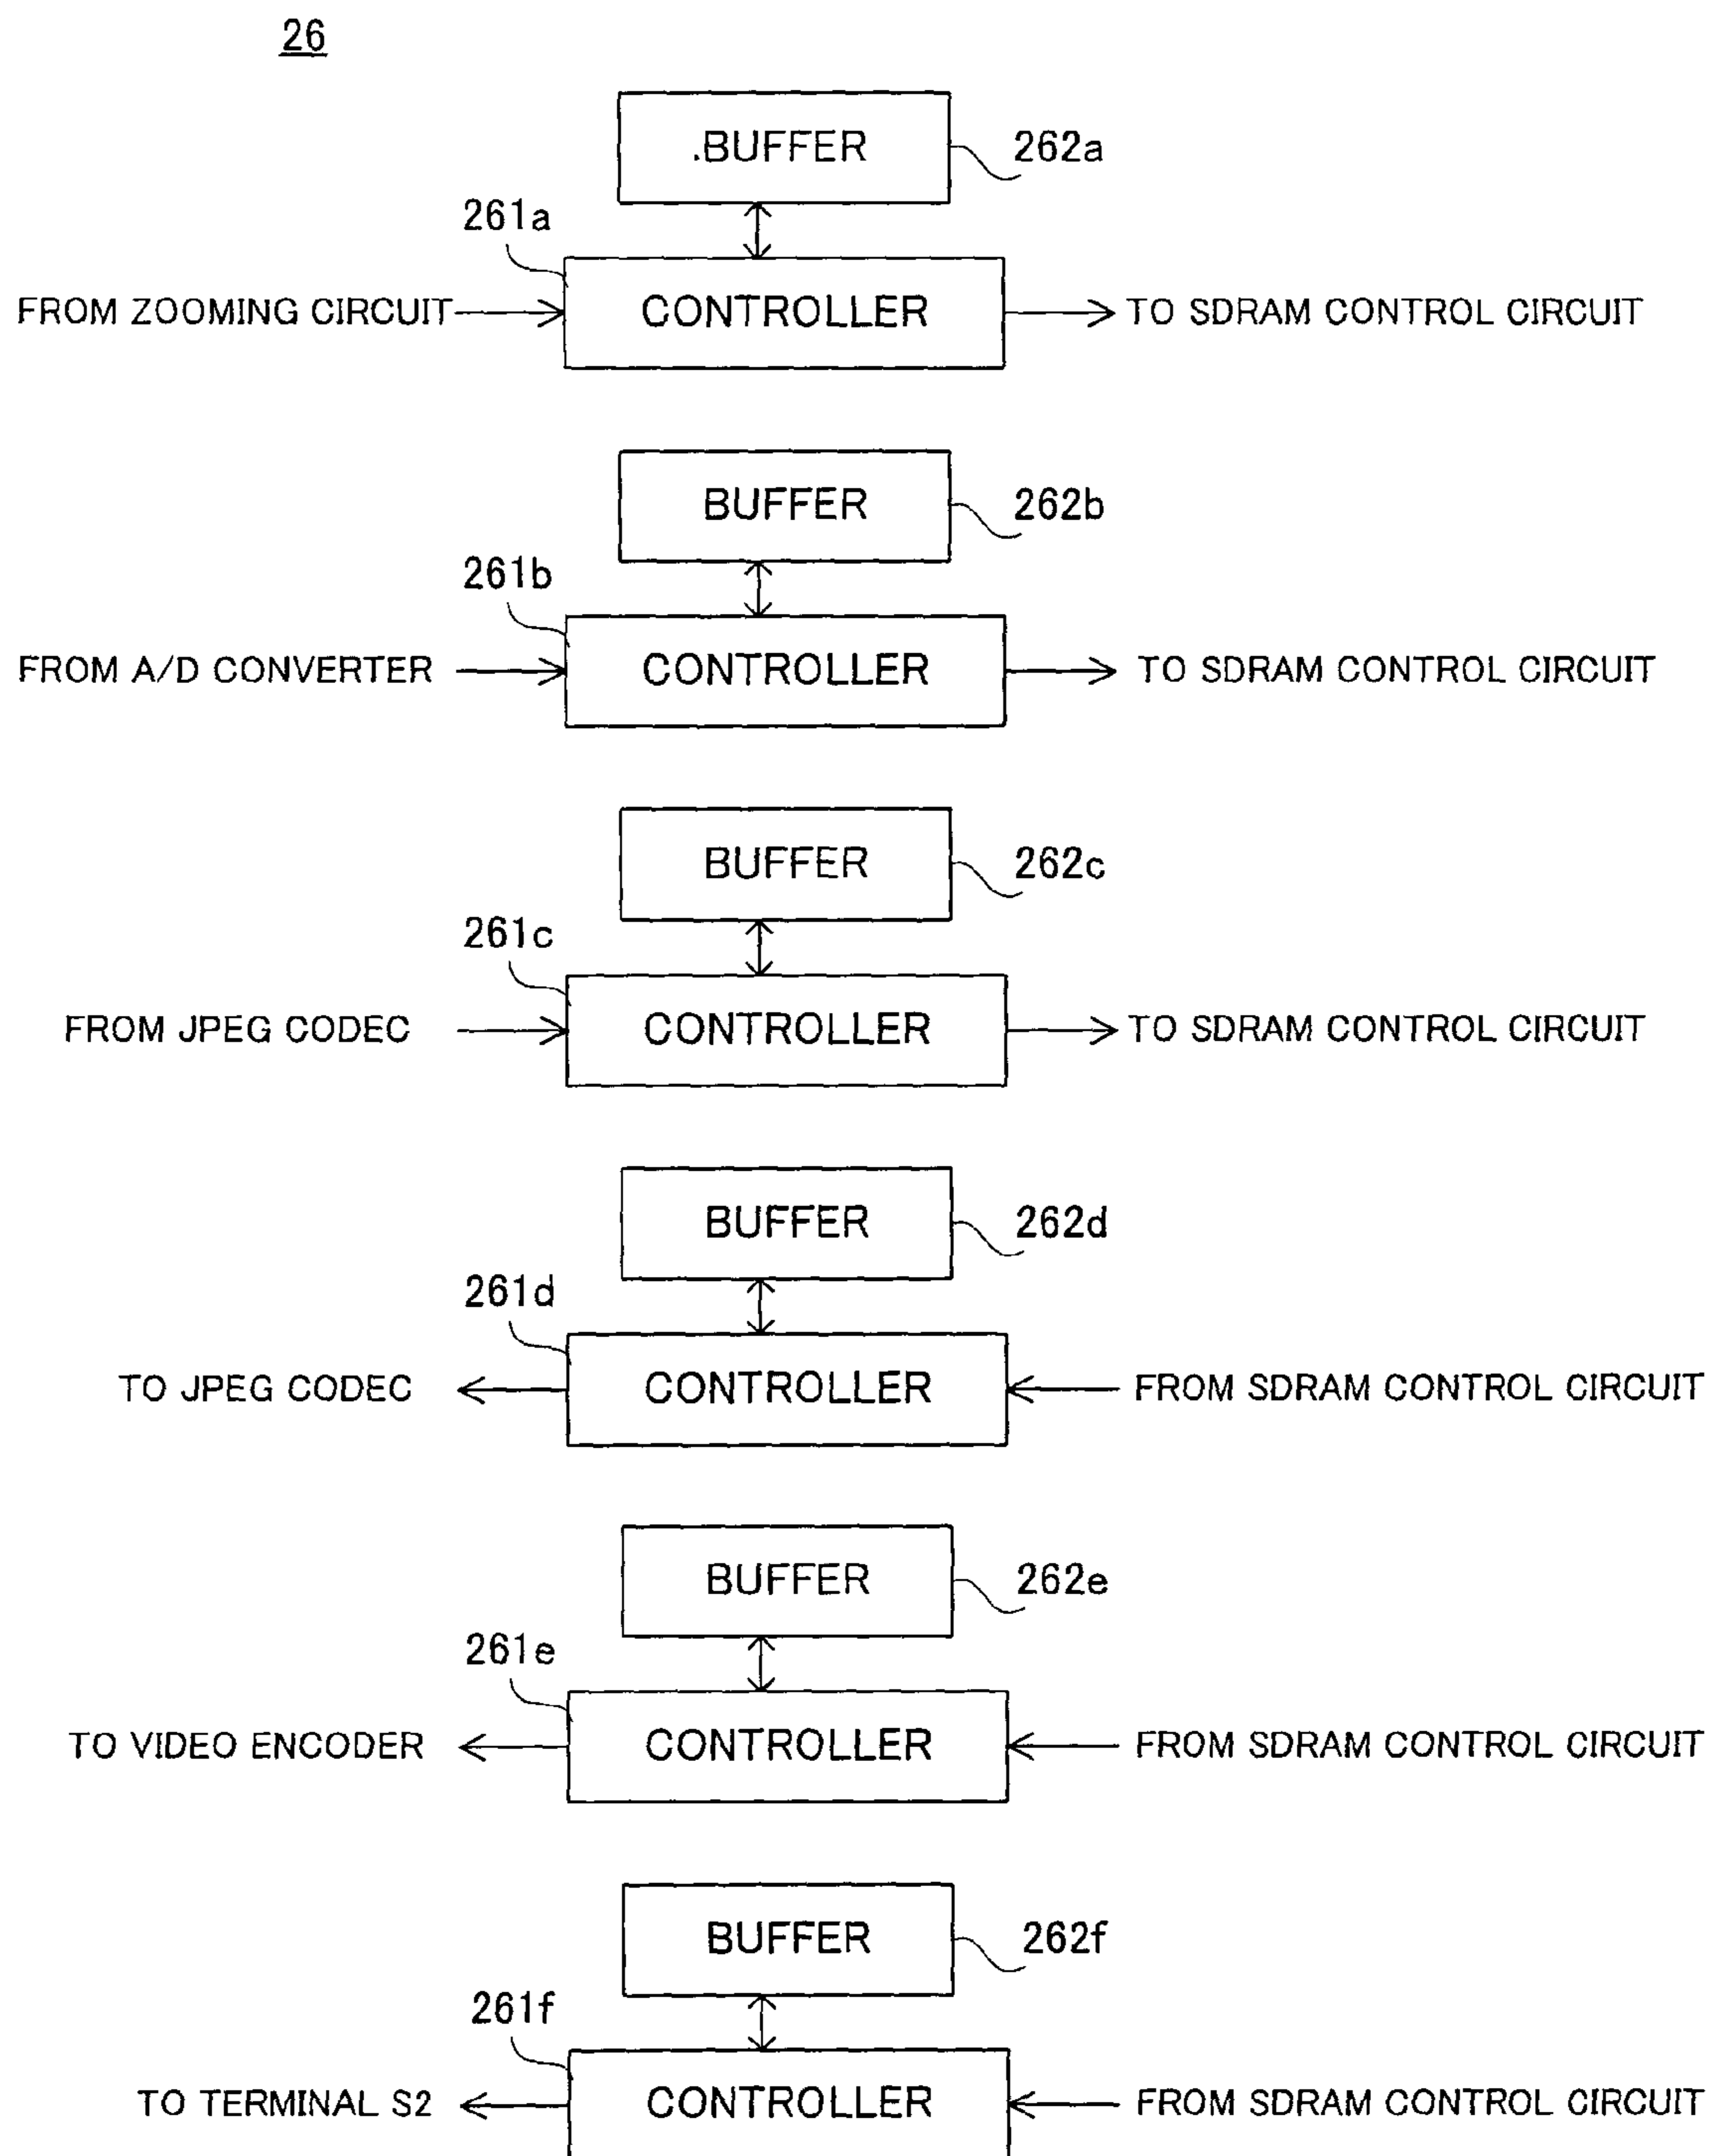 26
.BUFFER
262a
261a
FROM ZOOMING CIRCUIT
CONTROLLER
TO SDRAM CONTROL CIRCUIT
BUFFER
262b
261b
FROM A/D CONVERTER
CONTROLLER
TO SDRAM CONTROL CIRCUIT
BUFFER
262c
261c
FROM JPEG CODEC
CONTROLLER
TO SDRAM CONTROL CIRCUIT
BUFFER
262d
261d
TO JPEG CODEC
CONTROLLER
FROM SDRAM CONTROL CIRCUIT
BUFFER
262e
261e
TO VIDEO ENCODER
CONTROLLER
FROM SDRAM CONTROL CIRCUIT
BUFFER
262f
261f
TO TERMINAL S2
CONTROLLER
FROM SDRAM CONTROL CIRCUIT